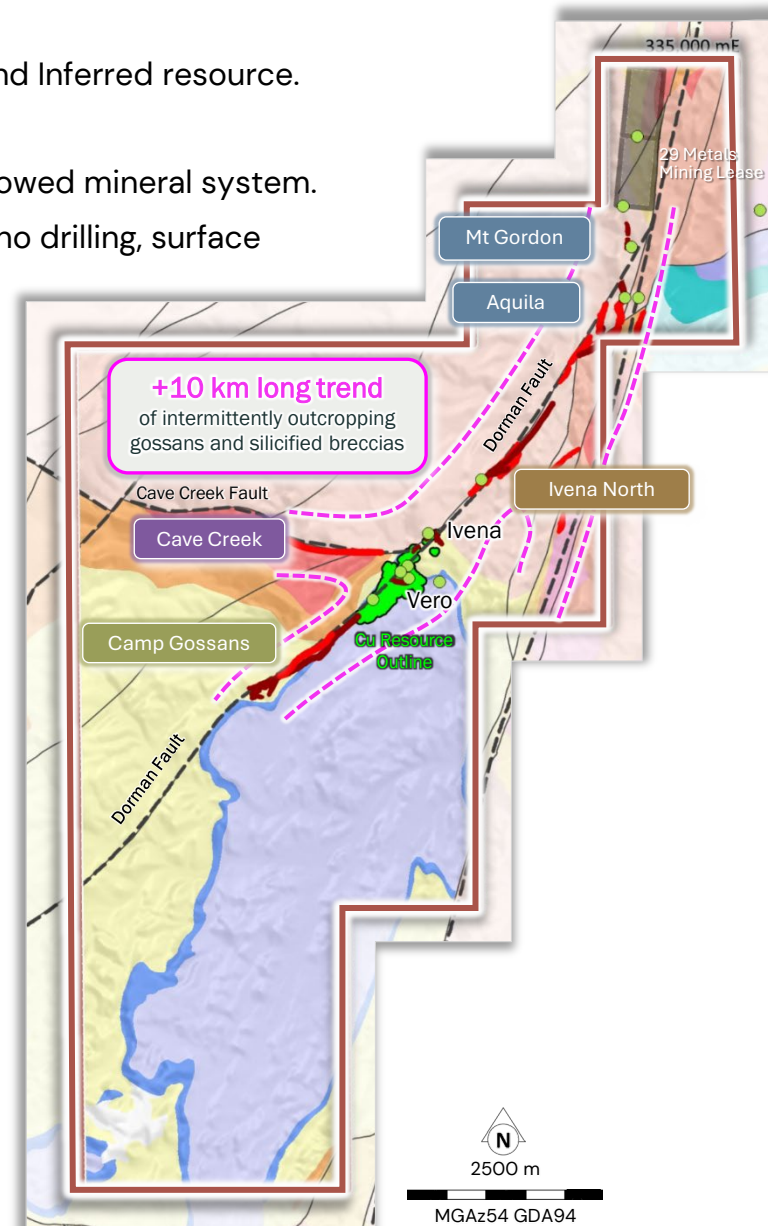 nd Inferred resource.
owed mineral system.
no drilling, surface
335,000 mE
29 Metals
Mining Lease
Mt Gordon
Aquila
Dorman Fault
+10 km long trend
of intermittently outcropping
gossans and silicified breccias
Cave Creek Fault
Ivena North
Cave Creek
Ivena
Vero
Camp Gossans
Cu Resource
Outline
Dorman Fault
N
2500 m
MGAz54 GDA94